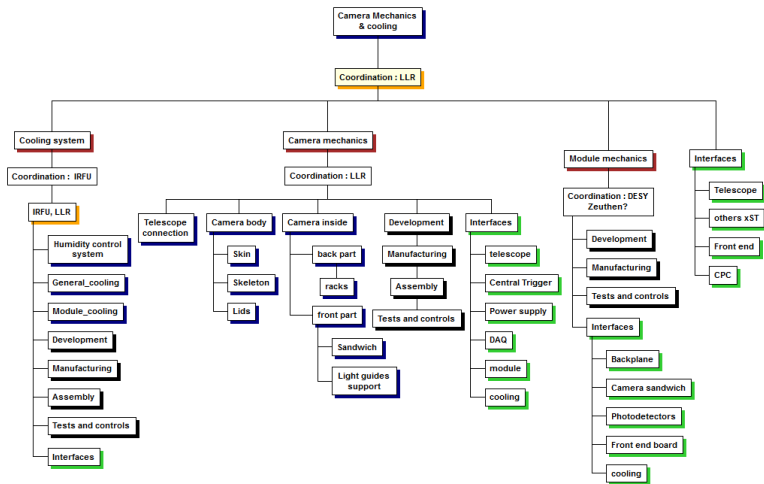 Camera Mechanics
& cooling
Coordination : LLR
Cooling system
Coordination : IRFU
IRFU, LLR
Humidity control
system
General_cooling
Module_cooling
Development
Manufacturing
Assembly
Tests and controls
Interfaces
Camera mechanics
Coordination : LLR
Telescope
connection
Camera body
Skin
Skeleton
Lids
Camera inside
back part
racks
front part
Sandwich
Light guides
support
Development
Manufacturing
Assembly
Tests and controls
Interfaces
telescope
Central Trigger
Power supply
DAQ
module
cooling
Module mechanics
Coordination : DESY
Zeuthen?
Development
Manufacturing
Tests and controls
Interfaces
Backplane
Camera sandwich
Photodetectors
Front end board
cooling
Interfaces
Telescope
others xST
Front end
CPC